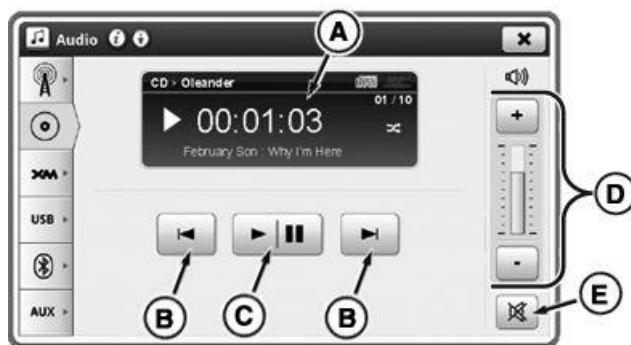 Audio
A
CD › Oleander
01 / 10
00:01:03
February Son : Why I'm Here
XM
USB
AUX
+
-
B
C
B
D
E